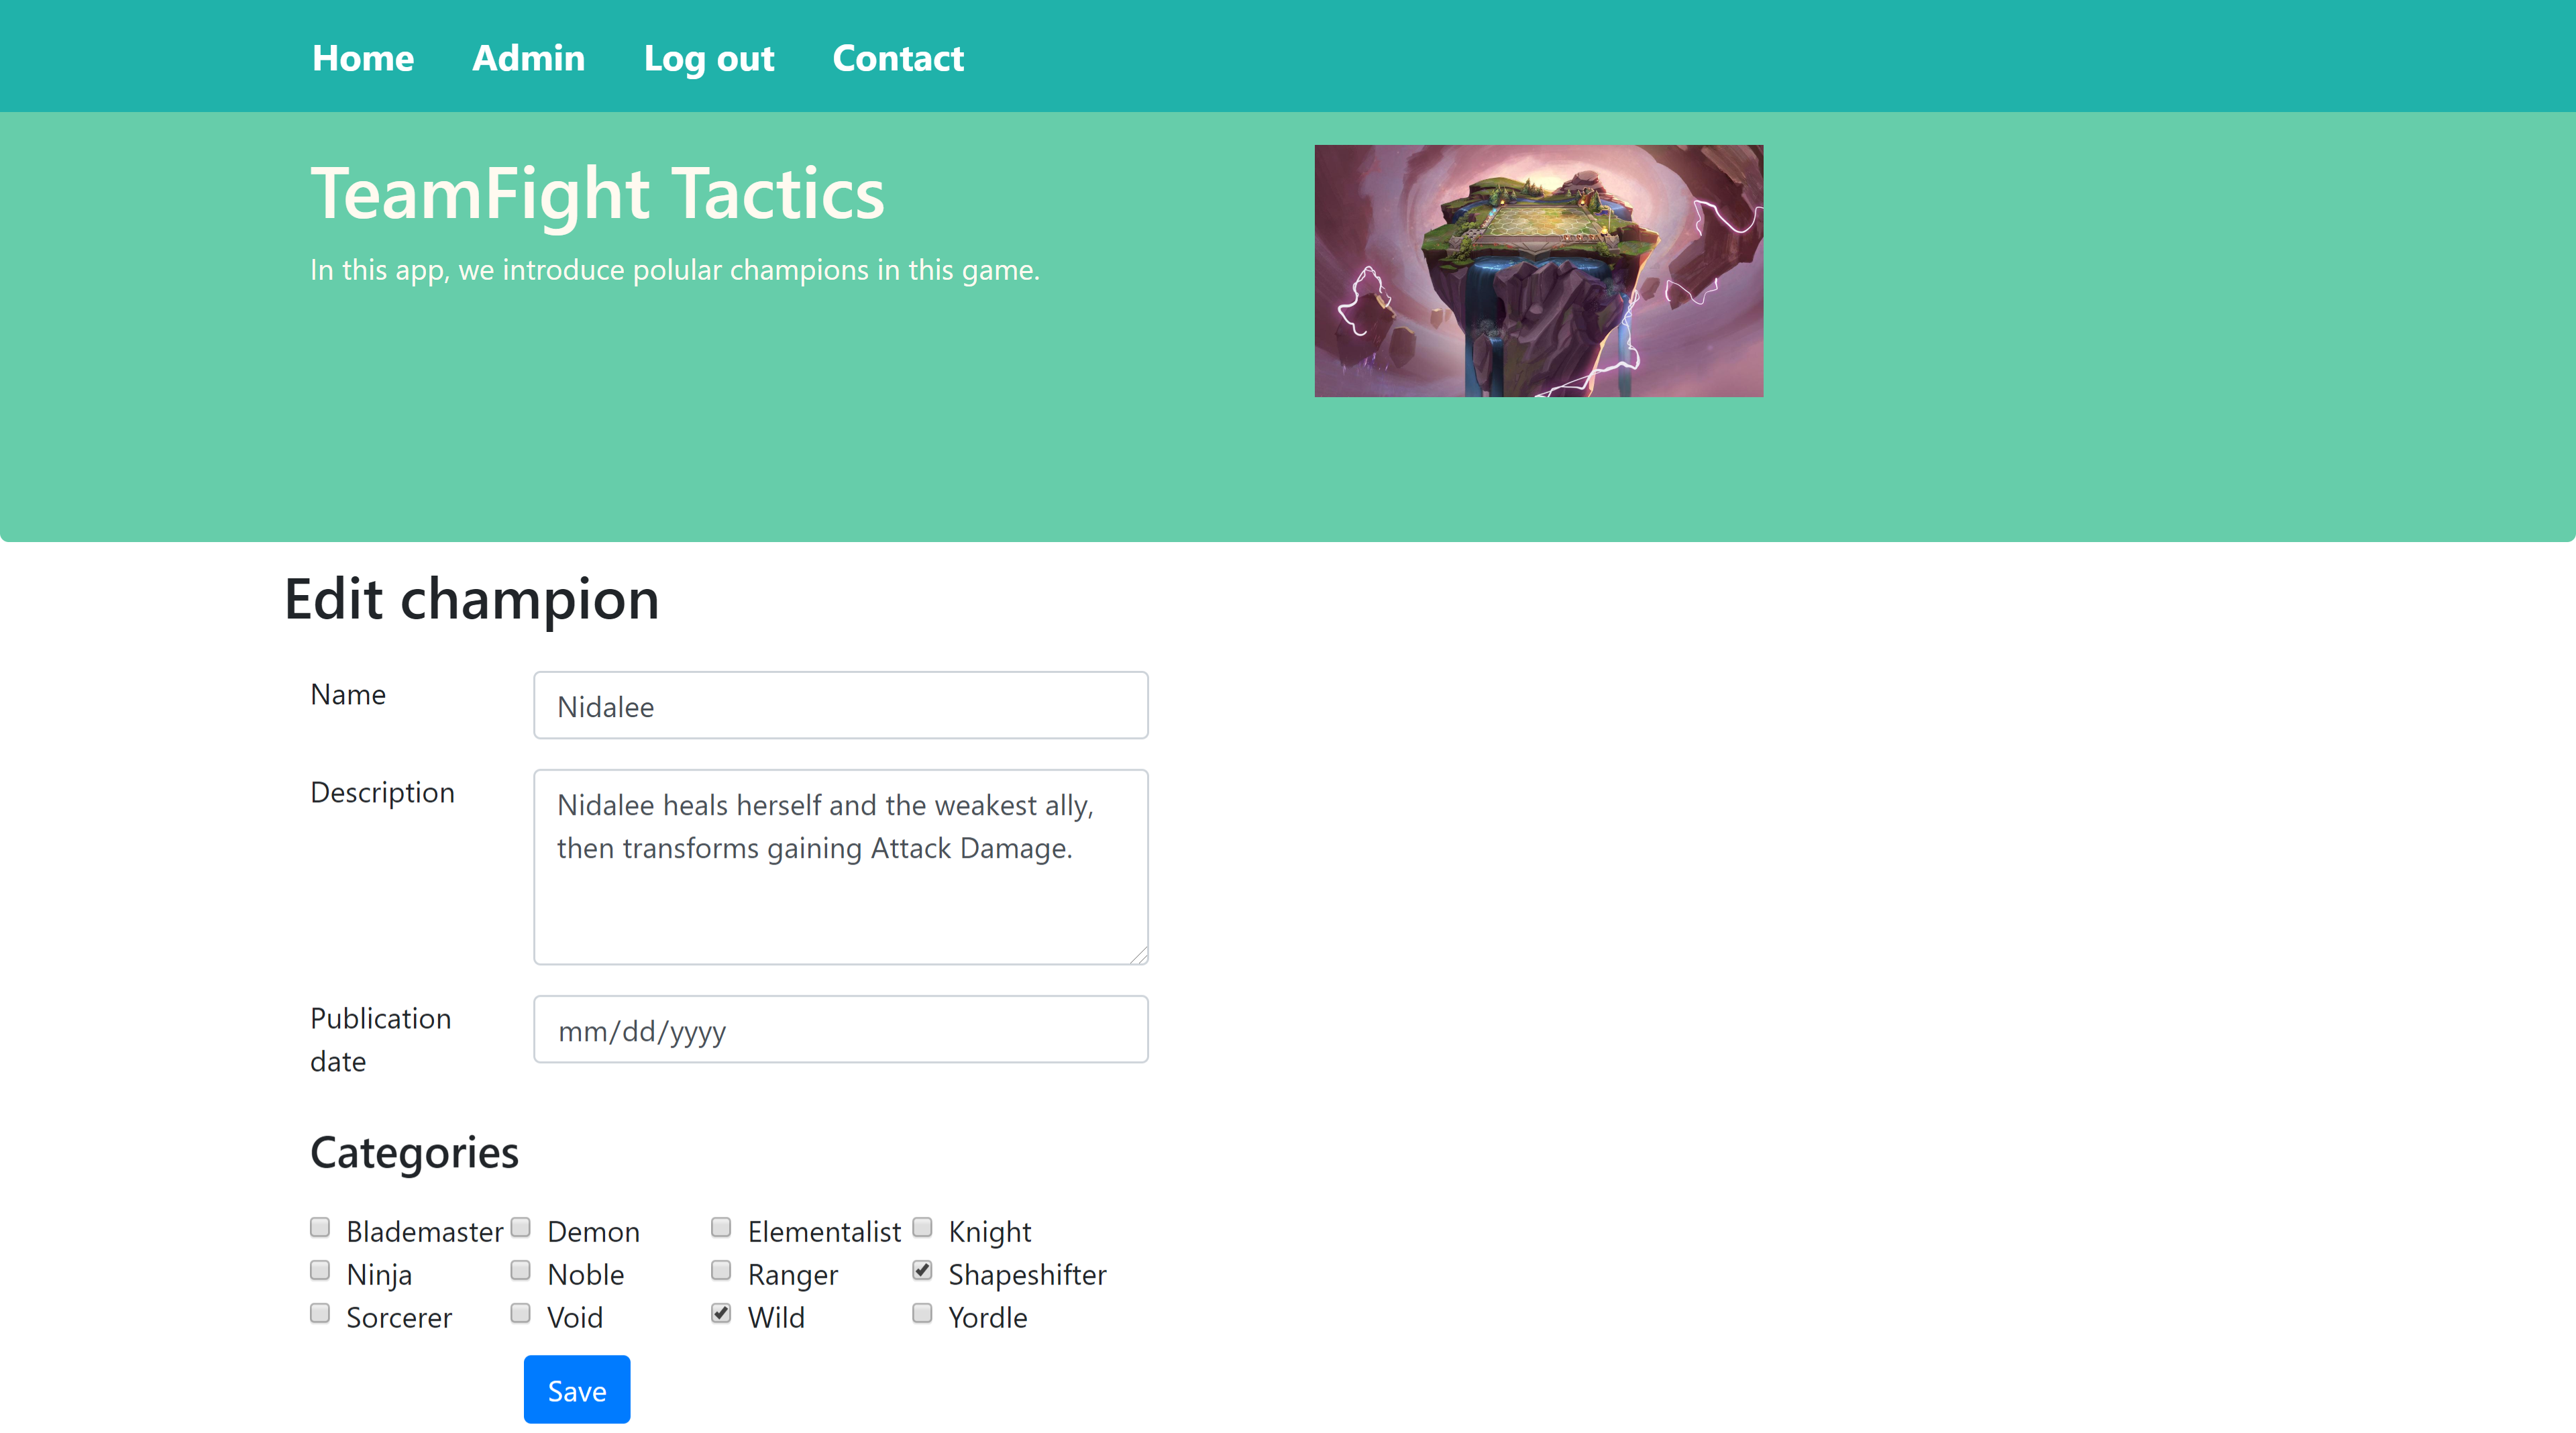 Home Admin Log out Contact
TeamFight Tactics
In this app, we introduce polular champions in this game.
Edit champion
Name
Nidalee
Description
Nidalee heals herself and the weakest ally,
then transforms gaining Attack Damage.
Publication
date
mm/dd/yyyy
Categories
Blademaster Demon Elementalist Knight
Ninja Noble Ranger Shapeshifter
Sorcerer Void Wild Yordle
Save